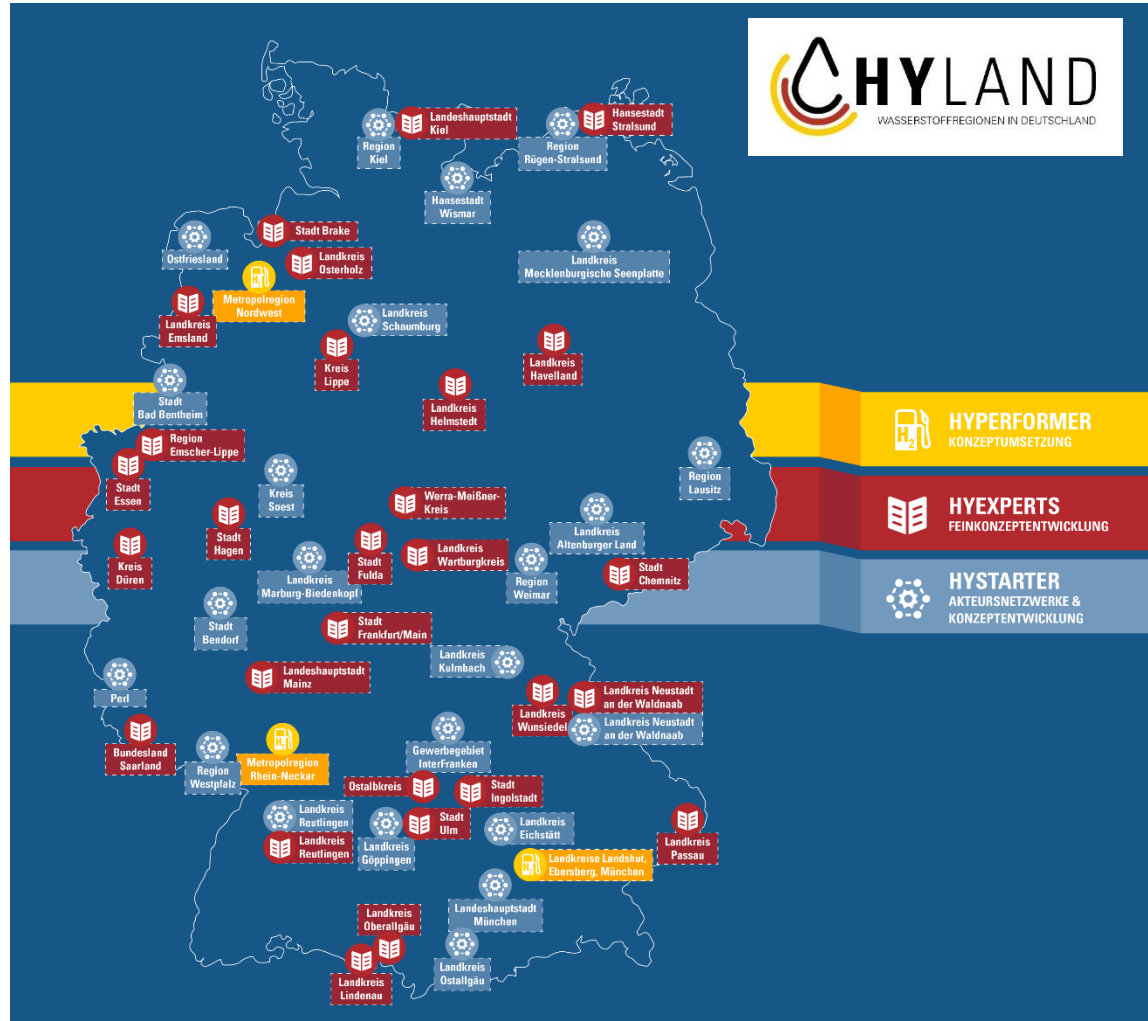 HYLAND
WASSERSTOFFREGIONEN IN DEUTSCHLAND
Landeshauptstadt
Kiel
Region
Kiel
Hansestadt
Stralsund
Region
Rügen-Stralsund
Hansestadt
Wismar
Stadt Brake
Ostfriesland
Landkreis
Osterholz
Landkreis
Mecklenburgische Seenplatte
Metropolregion
Nordwest
Landkreis
Emsland
Landkreis
Schaumburg
Kreis
Lippe
Landkreis
Havelland
Stadt
Bad Bentheim
Landkreis
Helmstedt
H2
HYPERFORMER
KONZEPTUMSETZUNG
Region
Emscher-Lippe
Stadt
Essen
Kreis
Soest
Region
Lausitz
Werra-Meißner-
Kreis
HYEXPERTS
FEINKONZEPTENTWICKLUNG
Stadt
Hagen
Landkreis
Altenburger Land
Kreis
Düren
Stadt
Fulda
Landkreis
Wartburgkreis
Landkreis
Marburg-Biedenkopf
Region
Weimar
Stadt
Chemnitz
HYSTARTER
AKTEURSNETZWERKE &
KONZEPTENTWICKLUNG
Stadt
Bendorf
Stadt
Frankfurt/Main
Landkreis
Kulmbach
Landeshauptstadt
Mainz
Perl
Landkreis
Wunsiedel
Landkreis Neustadt
an der Waldnaab
Landkreis Neustadt
an der Waldnaab
Bundesland
Saarland
Region
Westpfalz
Metropolregion
Rhein-Neckar
Gewerbegebiet
InterFranken
Ostalbkreis
Stadt
Ingolstadt
Landkreis
Reutlingen
Landkreis
Reutlingen
Landkreis
Göppingen
Stadt
Ulm
Landkreis
Eichstätt
Landkreis
Passau
Landkreise Landshut,
Ebersberg, München
Landeshauptstadt
München
Landkreis
Oberallgäu
Landkreis
Ostallgäu
Landkreis
Lindenau